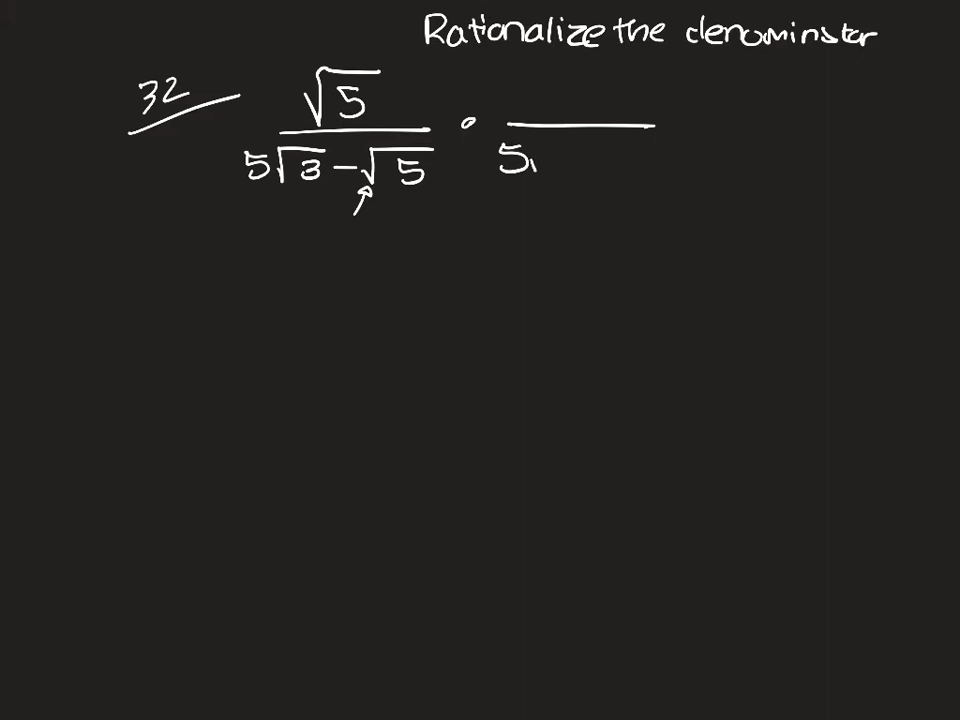 Rationalize the denominator
32
√5
5√3 - √5 • 5